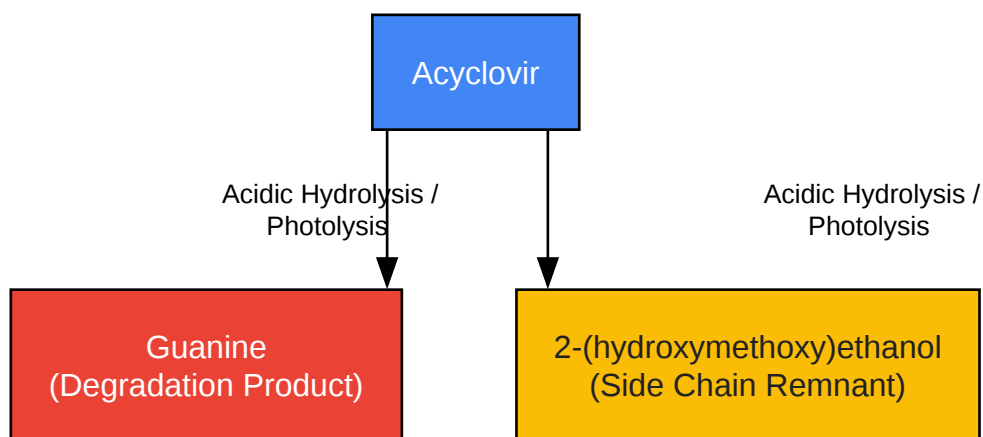 Acyclovir
Acidic Hydrolysis /
Photolysis
Acidic Hydrolysis /
Photolysis
Guanine
(Degradation Product)
2-(hydroxymethoxy)ethanol
(Side Chain Remnant)